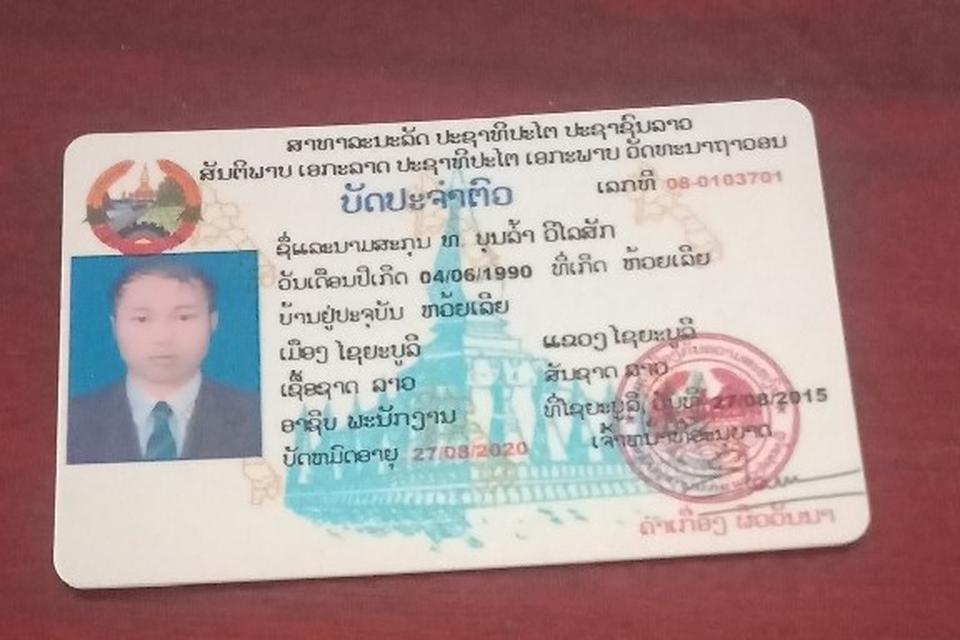 ສາທາລະນະລັດ ປະຊາທິປະໄຕ ປະຊາຊົນລາວ
ສັນຕິພາບ ເອກະລາດ ປະຊາທິປະໄຕ ເອກະພາບ ວັດທະນາຖາວອນ
ບັດປະຈຳຕົວ
ເລກທີ 08-0103701
ຊື່ແລະນາມສະກຸນ ທ. ບຸນລ້ຳ ວິໄລສັກ
ວັນເດືອນປີເກີດ 04/06/1990 ທີ່ເກີດ ຫ້ວຍເລີຍ
ບ້ານຢູ່ປະຈຸບັນ ຫ້ວຍເລີຍ
ເມືອງ ໄຊຍະບູລີ ແຂວງ ໄຊຍະບູລີ
ເຊື້ອຊາດ ລາວ ສັນຊາດ ລາວ
ອາຊີບ ພະນັກງານ ທີ່ໄຊຍະບູລີ, ວັນທີ 27/08/2015
ບັດຫມົດອາຍຸ 27/08/2020 ເຈົ້າຫນ້າທີ່ອະນຸຍາດ
ຄຳເກື່ອງ ຜິວວັນນາ